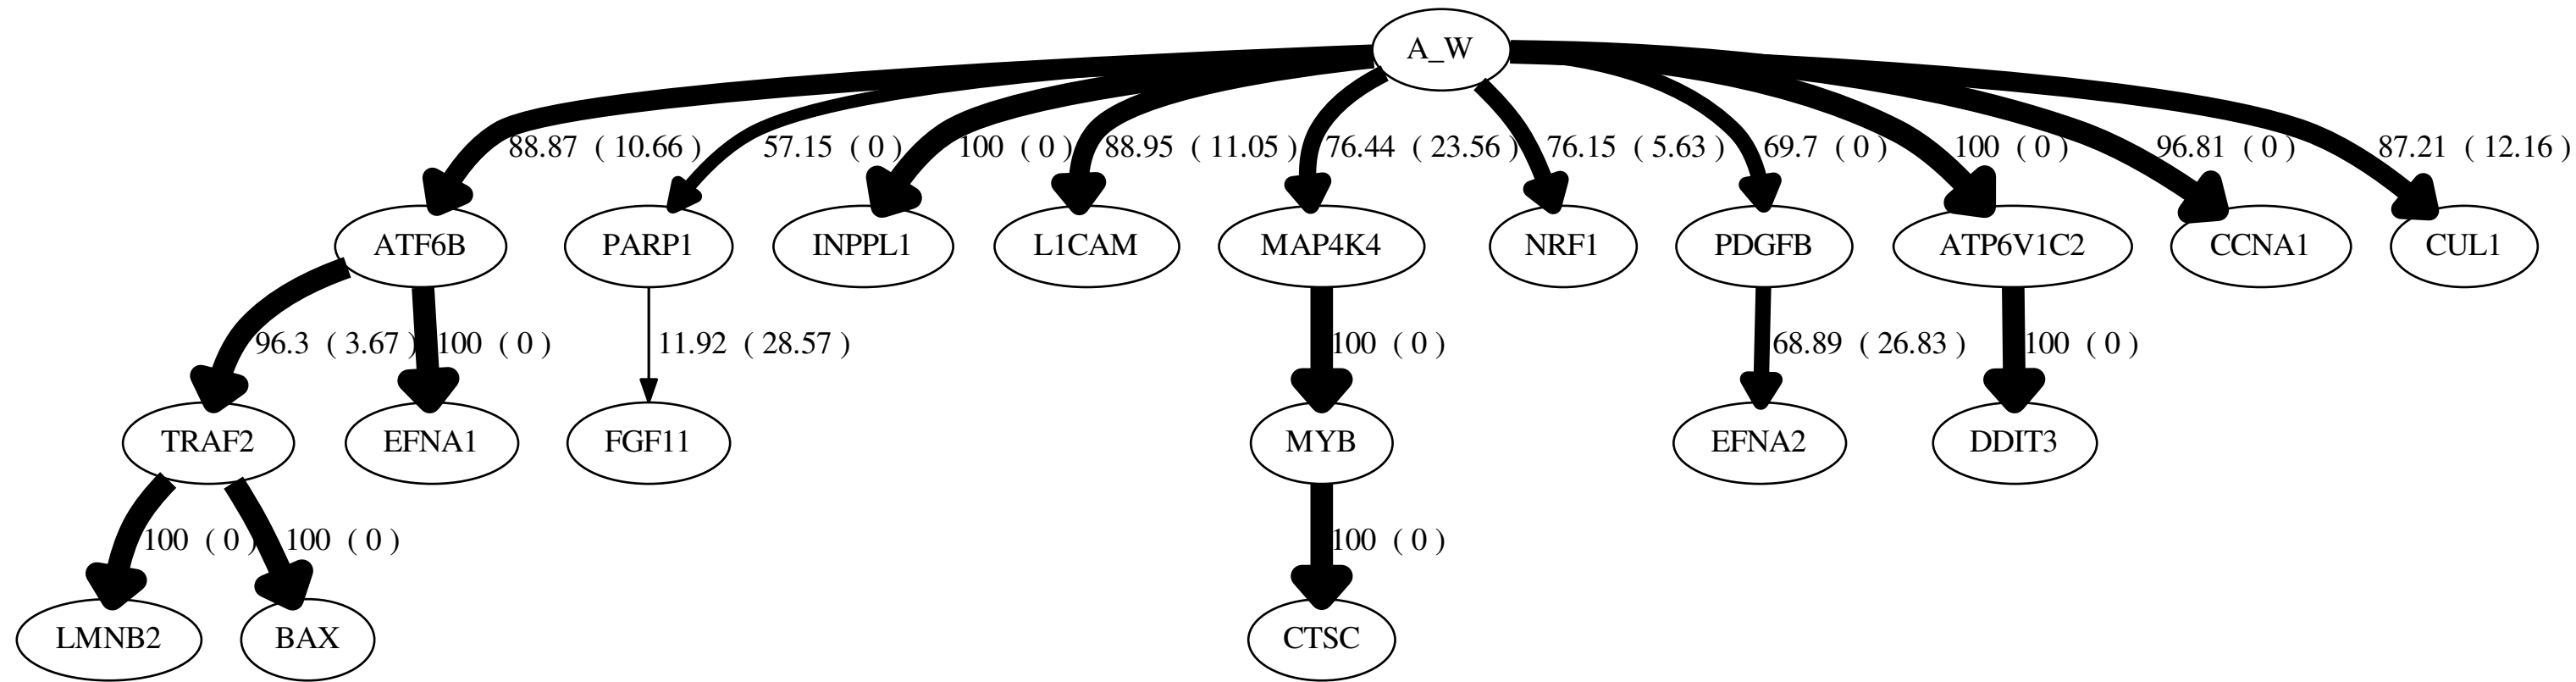 A_W
88.87 ( 10.66 ) 57.15 ( 0 ) 100 ( 0 ) 88.95 ( 11.05 ) 76.44 ( 23.56 ) 76.15 ( 5.63 ) 69.7 ( 0 ) 100 ( 0 ) 96.81 ( 0 ) 87.21 ( 12.16 )
ATF6B PARP1 INPPL1 L1CAM MAP4K4 NRF1 PDGFB ATP6V1C2 CCNA1 CUL1
96.3 ( 3.67 ) 100 ( 0 ) 11.92 ( 28.57 ) 100 ( 0 ) 68.89 ( 26.83 ) 100 ( 0 )
TRAF2 EFNA1 FGF11 MYB EFNA2 DDIT3
100 ( 0 ) 100 ( 0 ) 100 ( 0 )
LMNB2 BAX CTSC